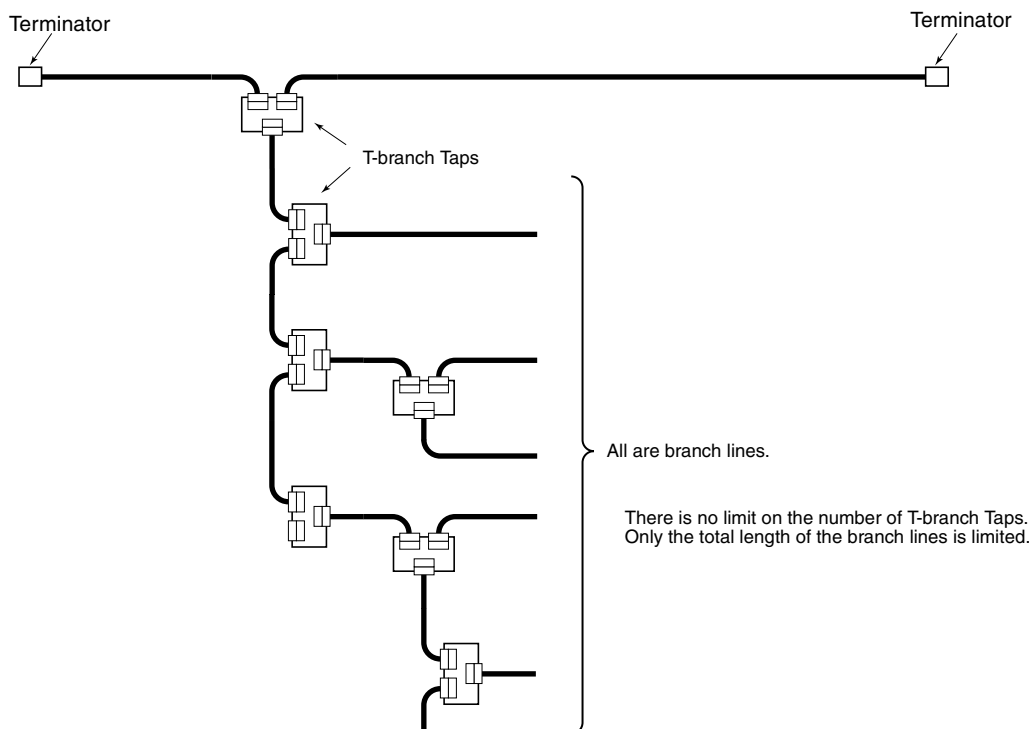 Terminator
Terminator
T-branch Taps
All are branch lines.
There is no limit on the number of T-branch Taps.
Only the total length of the branch lines is limited.